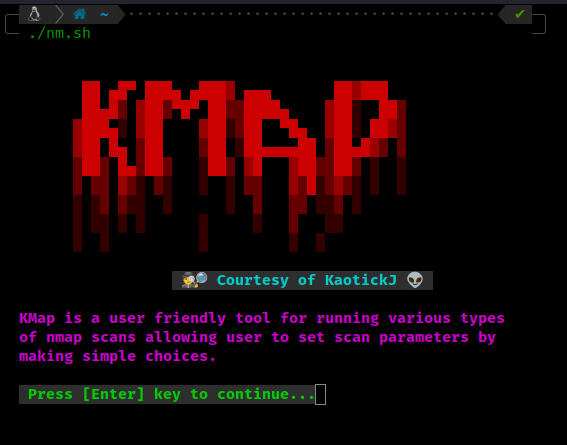 ~
./nm.sh
KMAP
Courtesy of KaotickJ
KMap is a user friendly tool for running various types
of nmap scans allowing user to set scan parameters by
making simple choices.
Press [Enter] key to continue...